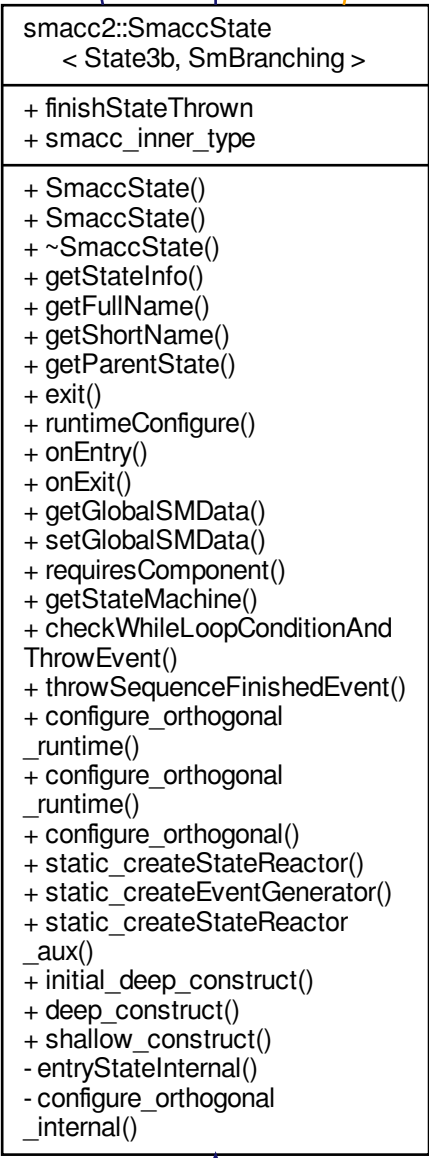 smacc2::SmaccState
< State3b, SmBranching >
+ finishStateThrown
+ smacc_inner_type
+ SmaccState()
+ SmaccState()
+ ~SmaccState()
+ getStateInfo()
+ getFullName()
+ getShortName()
+ getParentState()
+ exit()
+ runtimeConfigure()
+ onEntry()
+ onExit()
+ getGlobalSMData()
+ setGlobalSMData()
+ requiresComponent()
+ getStateMachine()
+ checkWhileLoopConditionAnd
ThrowEvent()
+ throwSequenceFinishedEvent()
+ configure_orthogonal
_runtime()
+ configure_orthogonal
_runtime()
+ configure_orthogonal()
+ static_createStateReactor()
+ static_createEventGenerator()
+ static_createStateReactor
_aux()
+ initial_deep_construct()
+ deep_construct()
+ shallow_construct()
- entryStateInternal()
- configure_orthogonal
_internal()